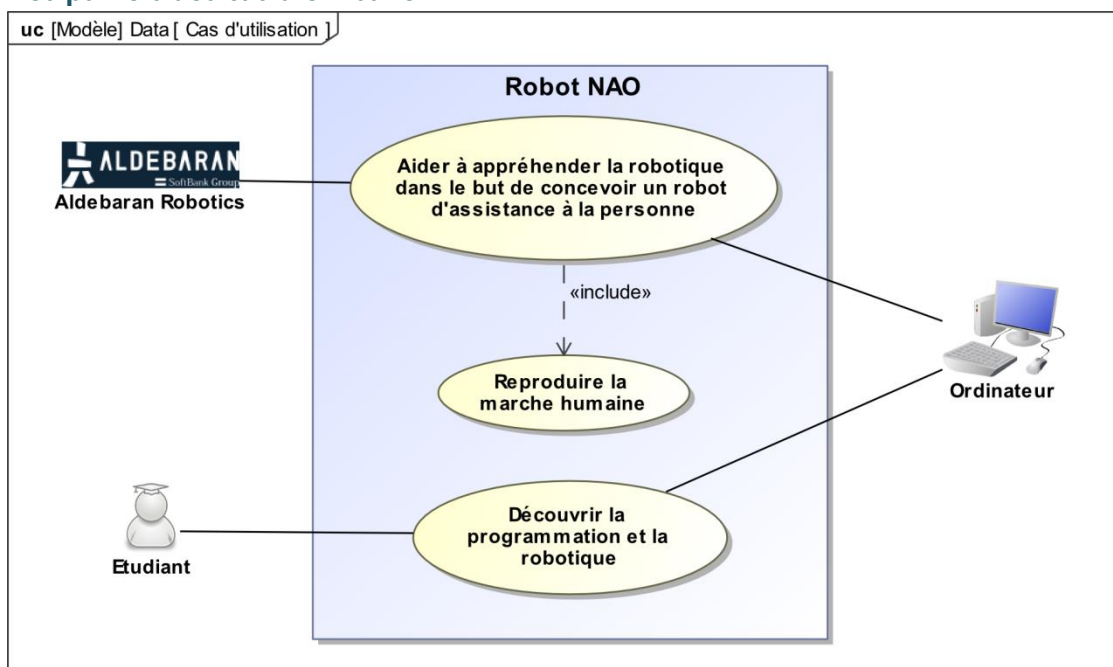 uc [Modèle] Data [ Cas d'utilisation ]
Robot NAO
ALDEBARAN
SoftBank Group
Aldebaran Robotics
Aider à appréhender la robotique
dans le but de concevoir un robot
d'assistance à la personne
«include»
Reproduire la
marche humaine
Ordinateur
Découvrir la
programmation et la
robotique
Etudiant